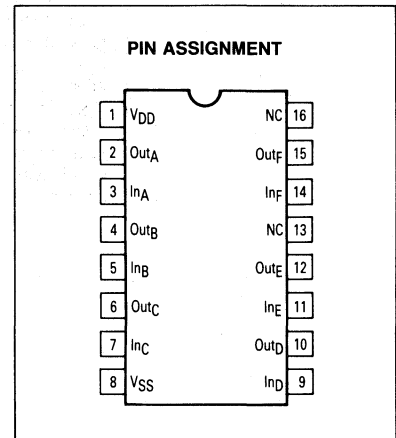 PIN ASSIGNMENT
1 VDD NC 16
2 OutA OutF 15
3 InA InF 14
4 OutB NC 13
5 InB OutE 12
6 OutC InE 11
7 InC OutD 10
8 VSS InD 9